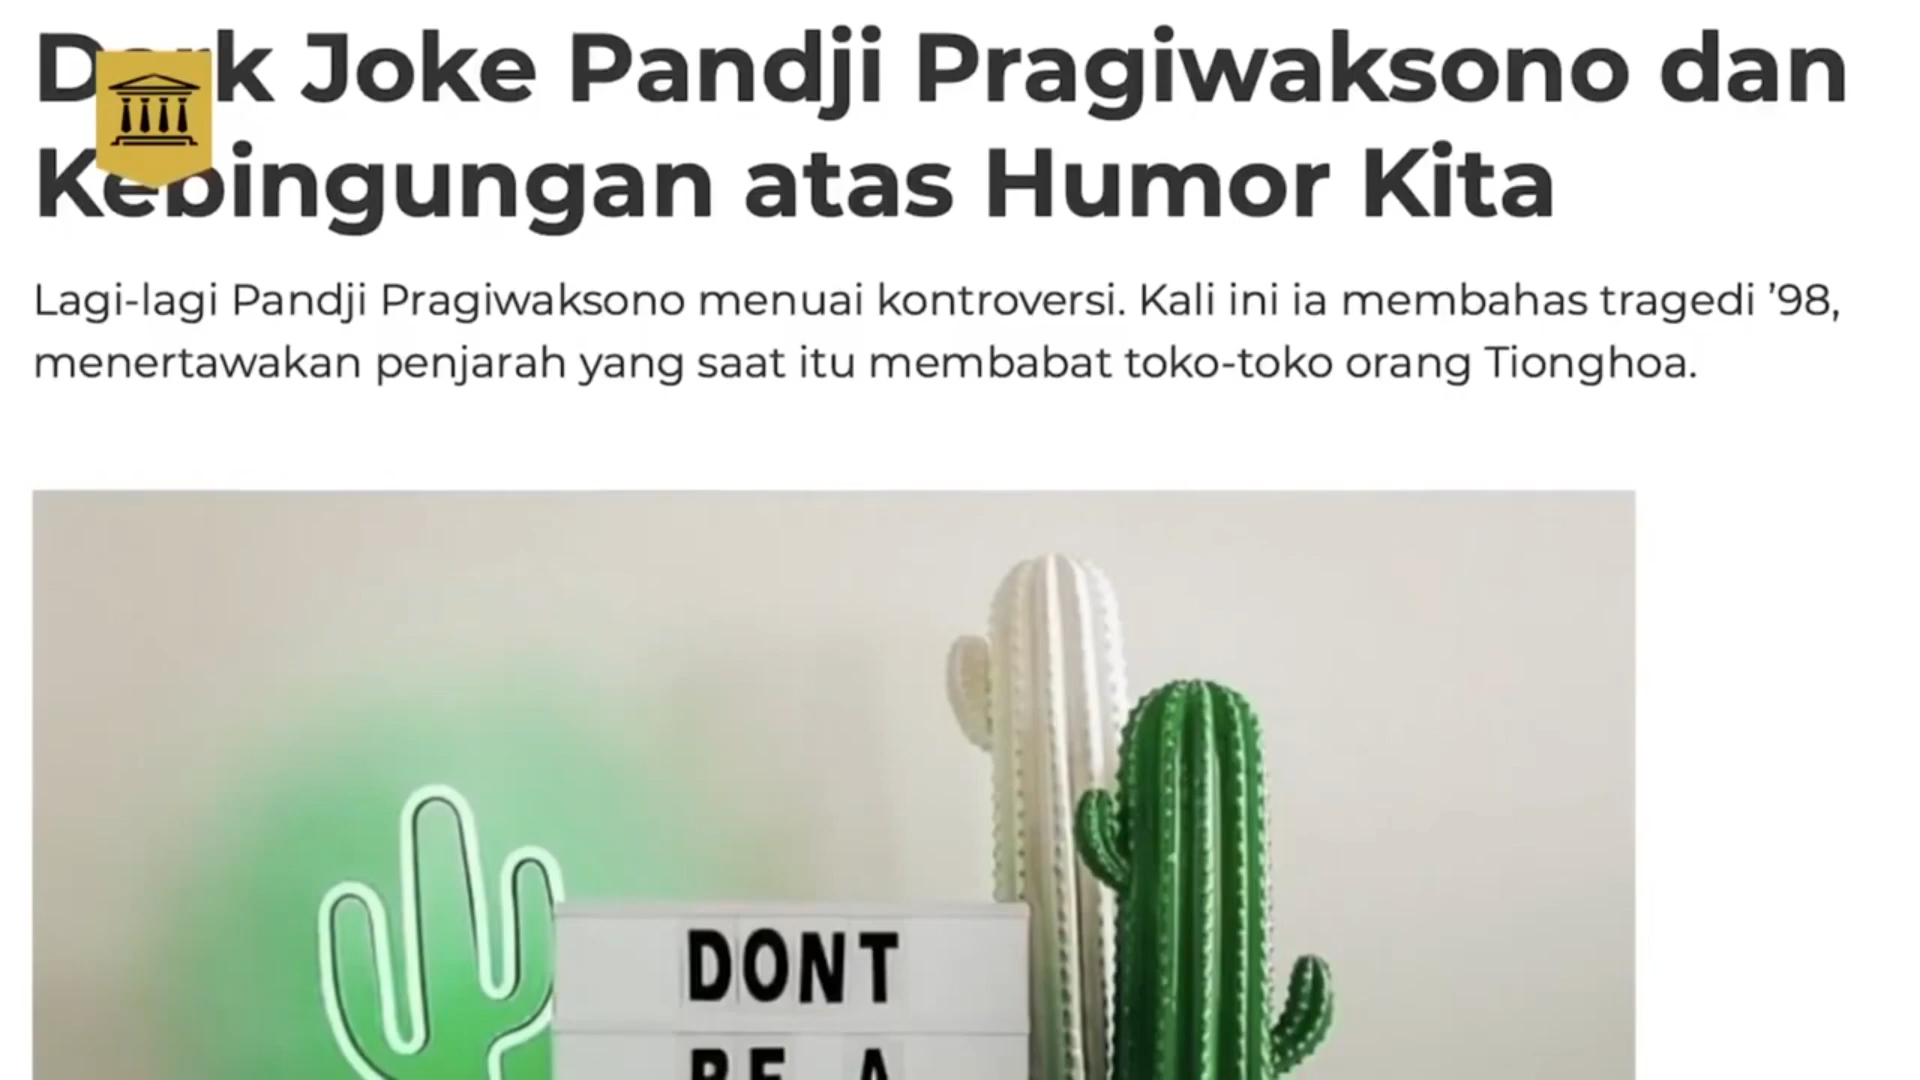 Dark Joke Pandji Pragiwaksono dan
Kebingungan atas Humor Kita
Lagi-lagi Pandji Pragiwaksono menuai kontroversi. Kali ini ia membahas tragedi ’98,
menertawakan penjarah yang saat itu membabat toko-toko orang Tionghoa.
DONT
BE A